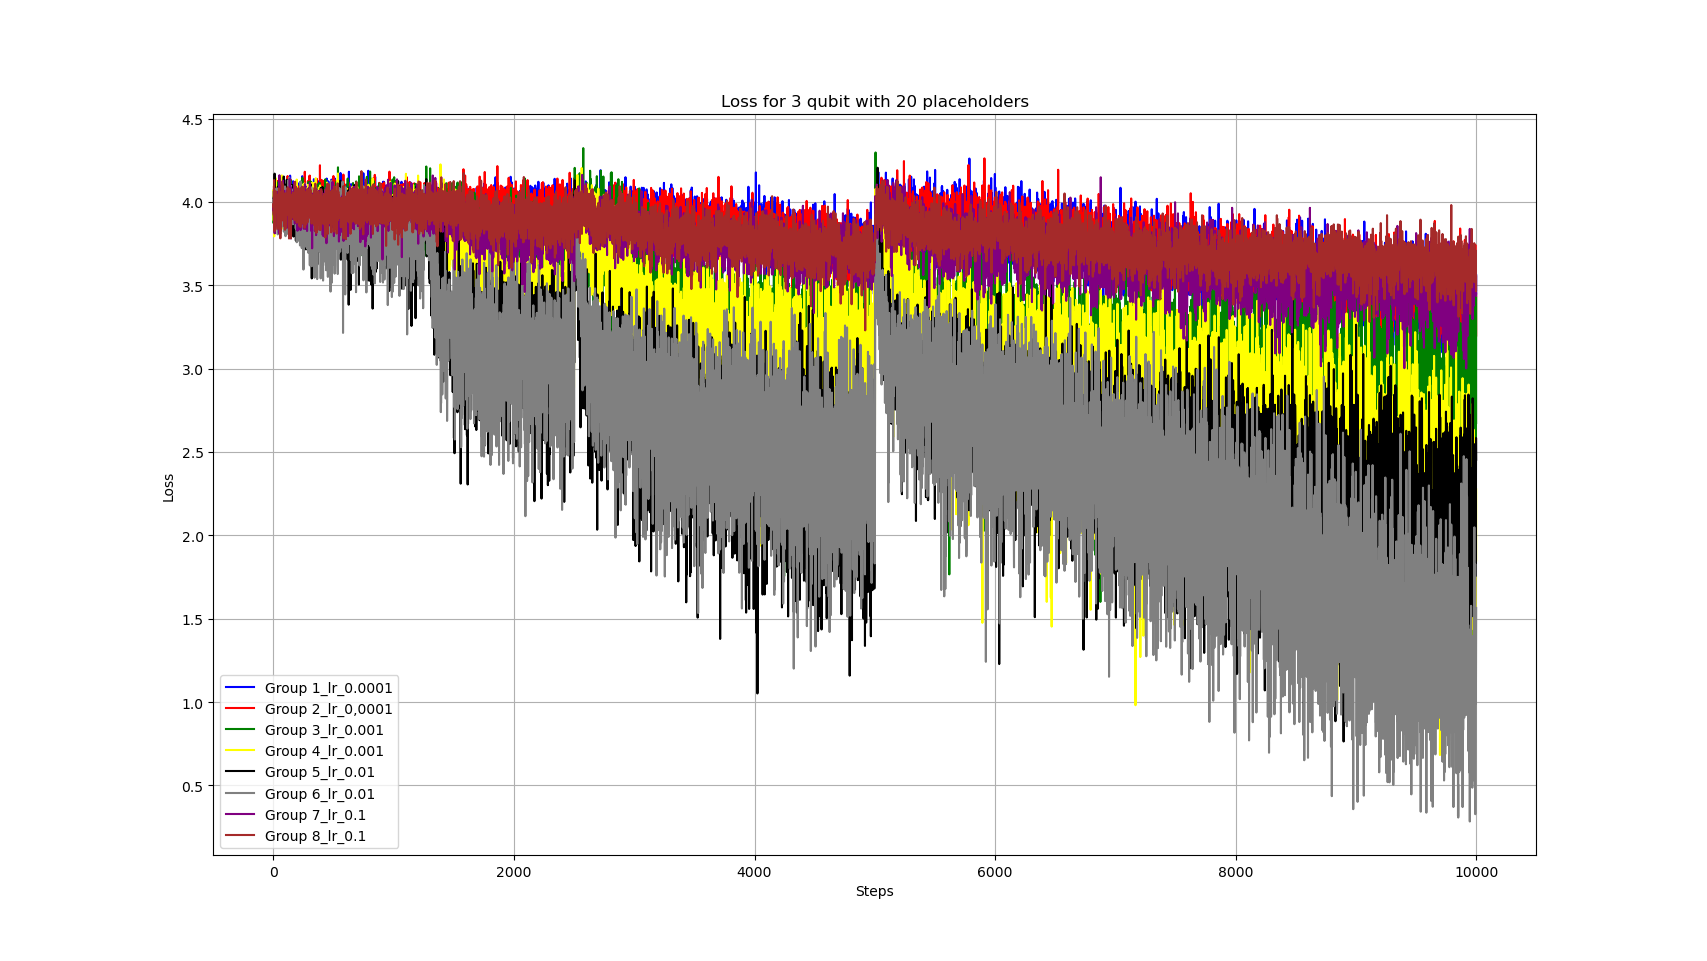 Loss for 3 qubit with 20 placeholders
4.5
4.0
3.5
3.0
2.5
2.0
1.5
1.0
0.5
Loss
Group 1_lr_0.0001
Group 2_lr_0,0001
Group 3_lr_0.001
Group 4_lr_0.001
Group 5_lr_0.01
Group 6_lr_0.01
Group 7_lr_0.1
Group 8_lr_0.1
0 2000 4000 6000 8000 10000
Steps